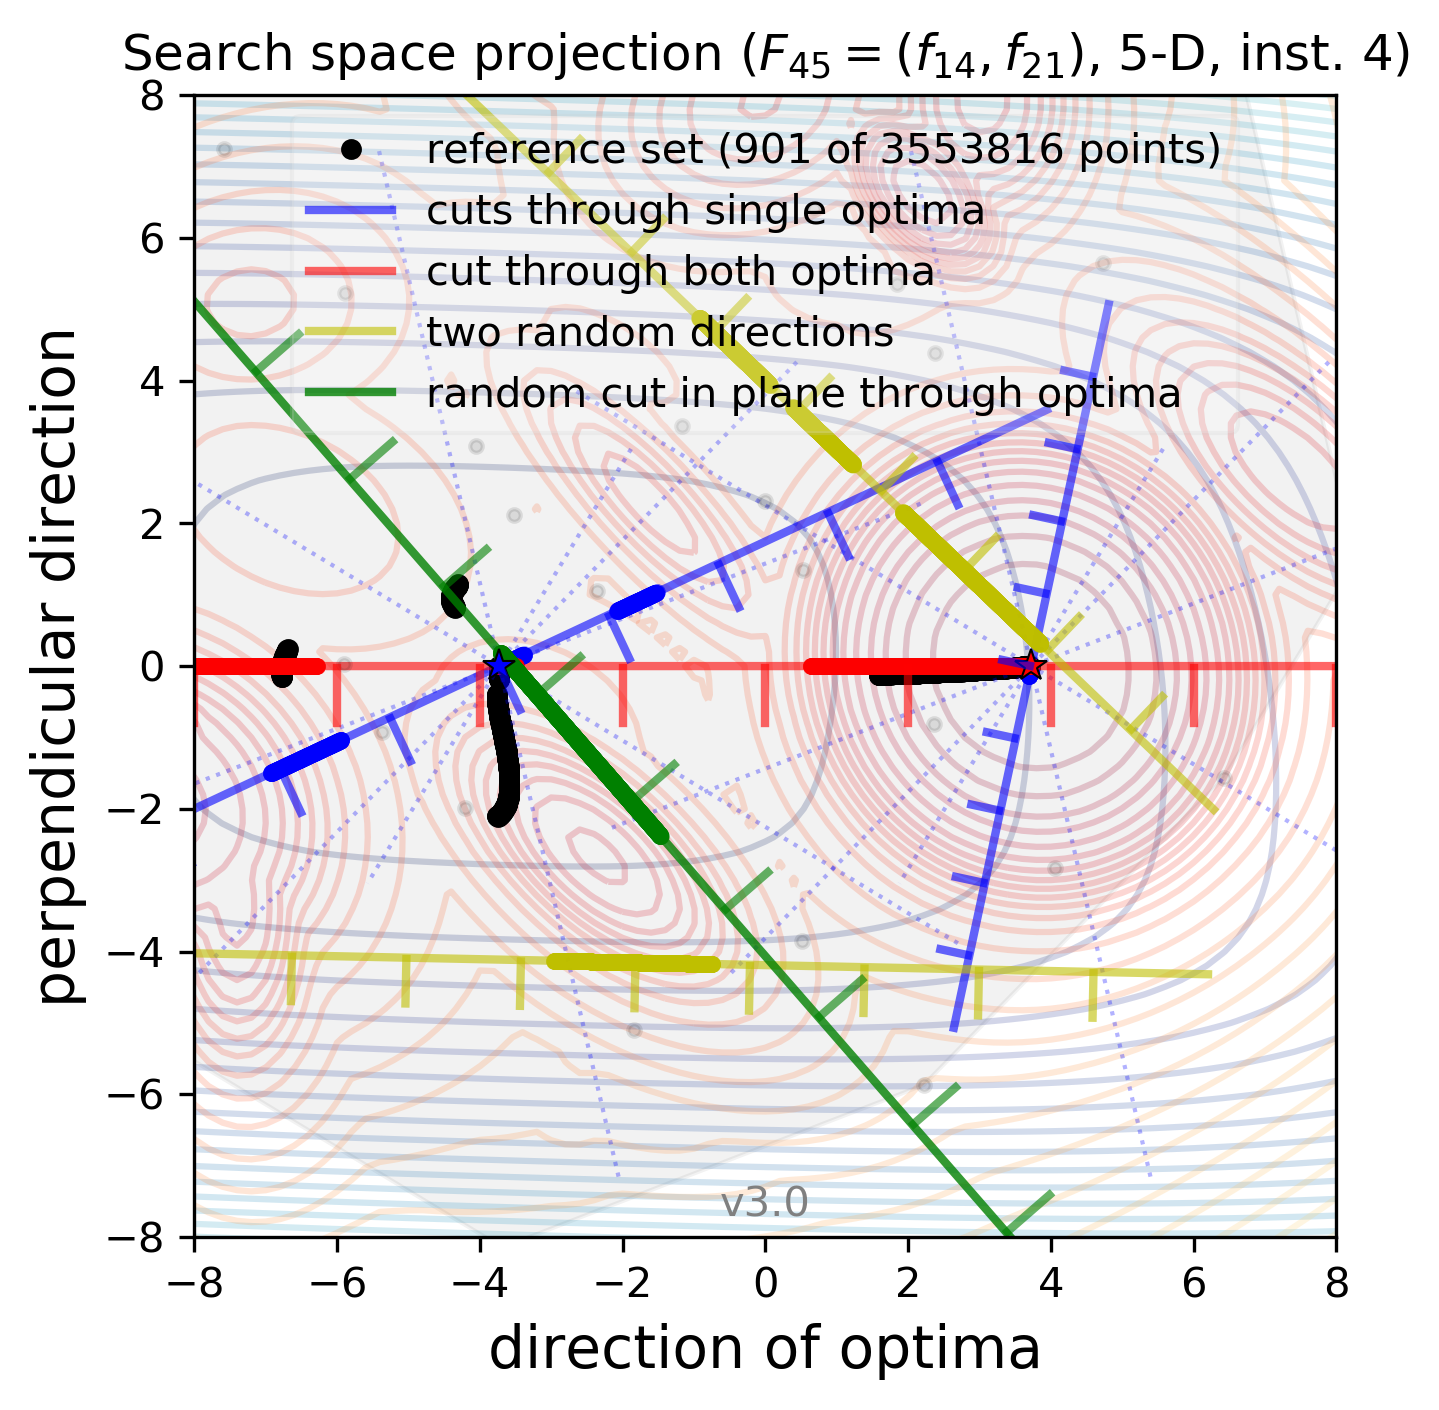 Search space projection (F45 = (f14, f21), 5-D, inst. 4)
reference set (901 of 3553816 points)
cuts through single optima
cut through both optima
two random directions
random cut in plane through optima
8
6
4
2
0
−2
−4
−6
−8
perpendicular direction
v3.0
−8 −6 −4 −2 0 2 4 6 8
direction of optima